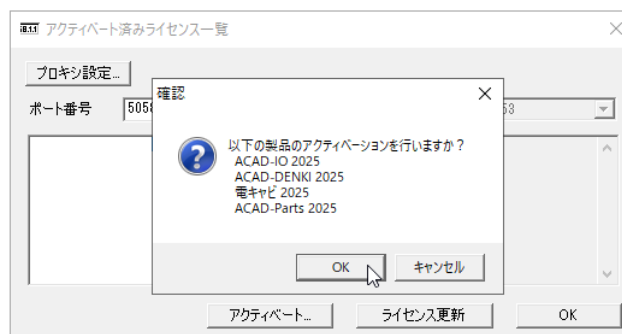 アクティベート済みライセンス一覧
プロキシ設定...
確認
ポート番号 505
53
以下の製品のアクティベーションを行いますか？
ACAD-IO 2025
ACAD-DENKI 2025
電キャビ 2025
ACAD-Parts 2025
OK キャンセル
アクティベート... ライセンス更新 OK